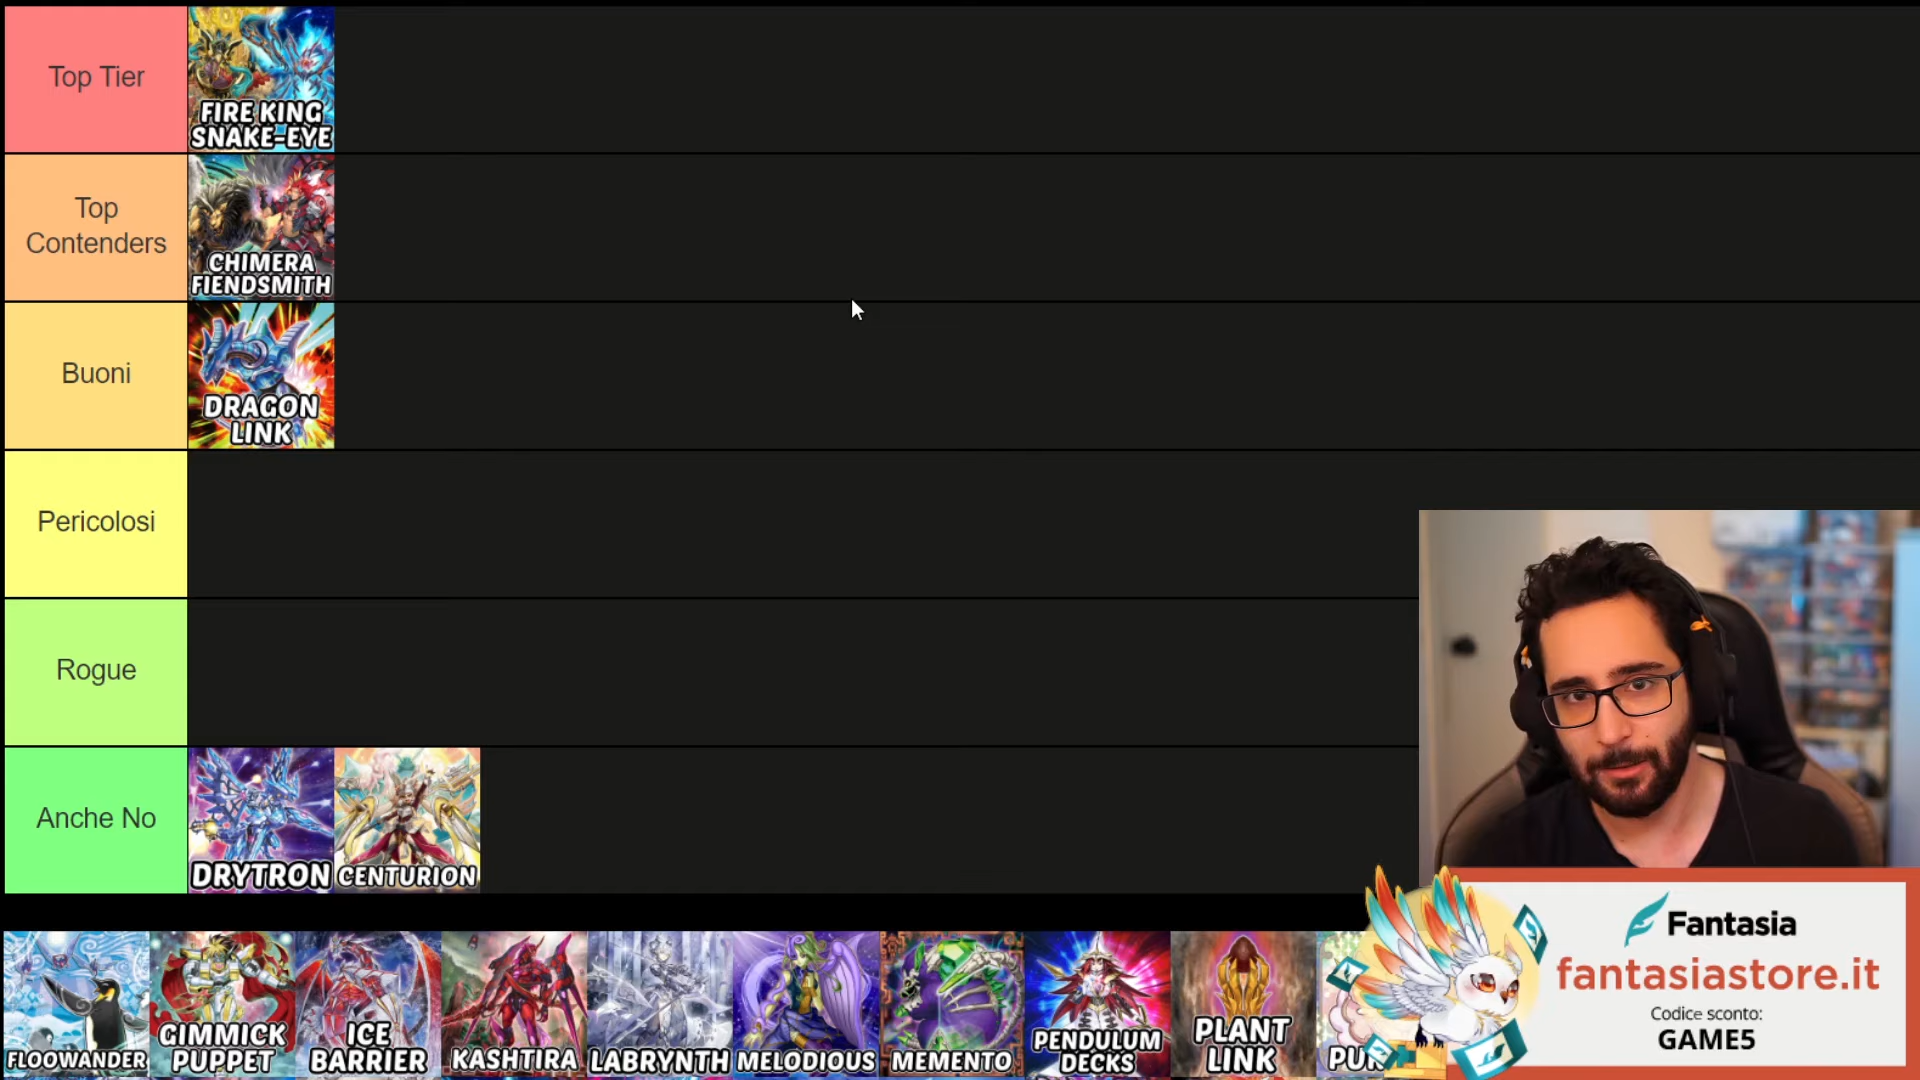 Top Tier
FIRE KING
SNAKE-EYE
Top
Contenders
CHIMERA
FIENDSMITH
Buoni
DRAGON
LINK
Pericolosi
Rogue
Anche No
DRYTRON
CENTURION
FLOOWANDER
GIMMICK
PUPPET
ICE
BARRIER
KASHTIRA
LABRYNTH
MELODIOUS
MEMENTO
PENDULUM
DECKS
PLANT
LINK
Fantasia
fantasiastore.it
Codice sconto:
GAME5